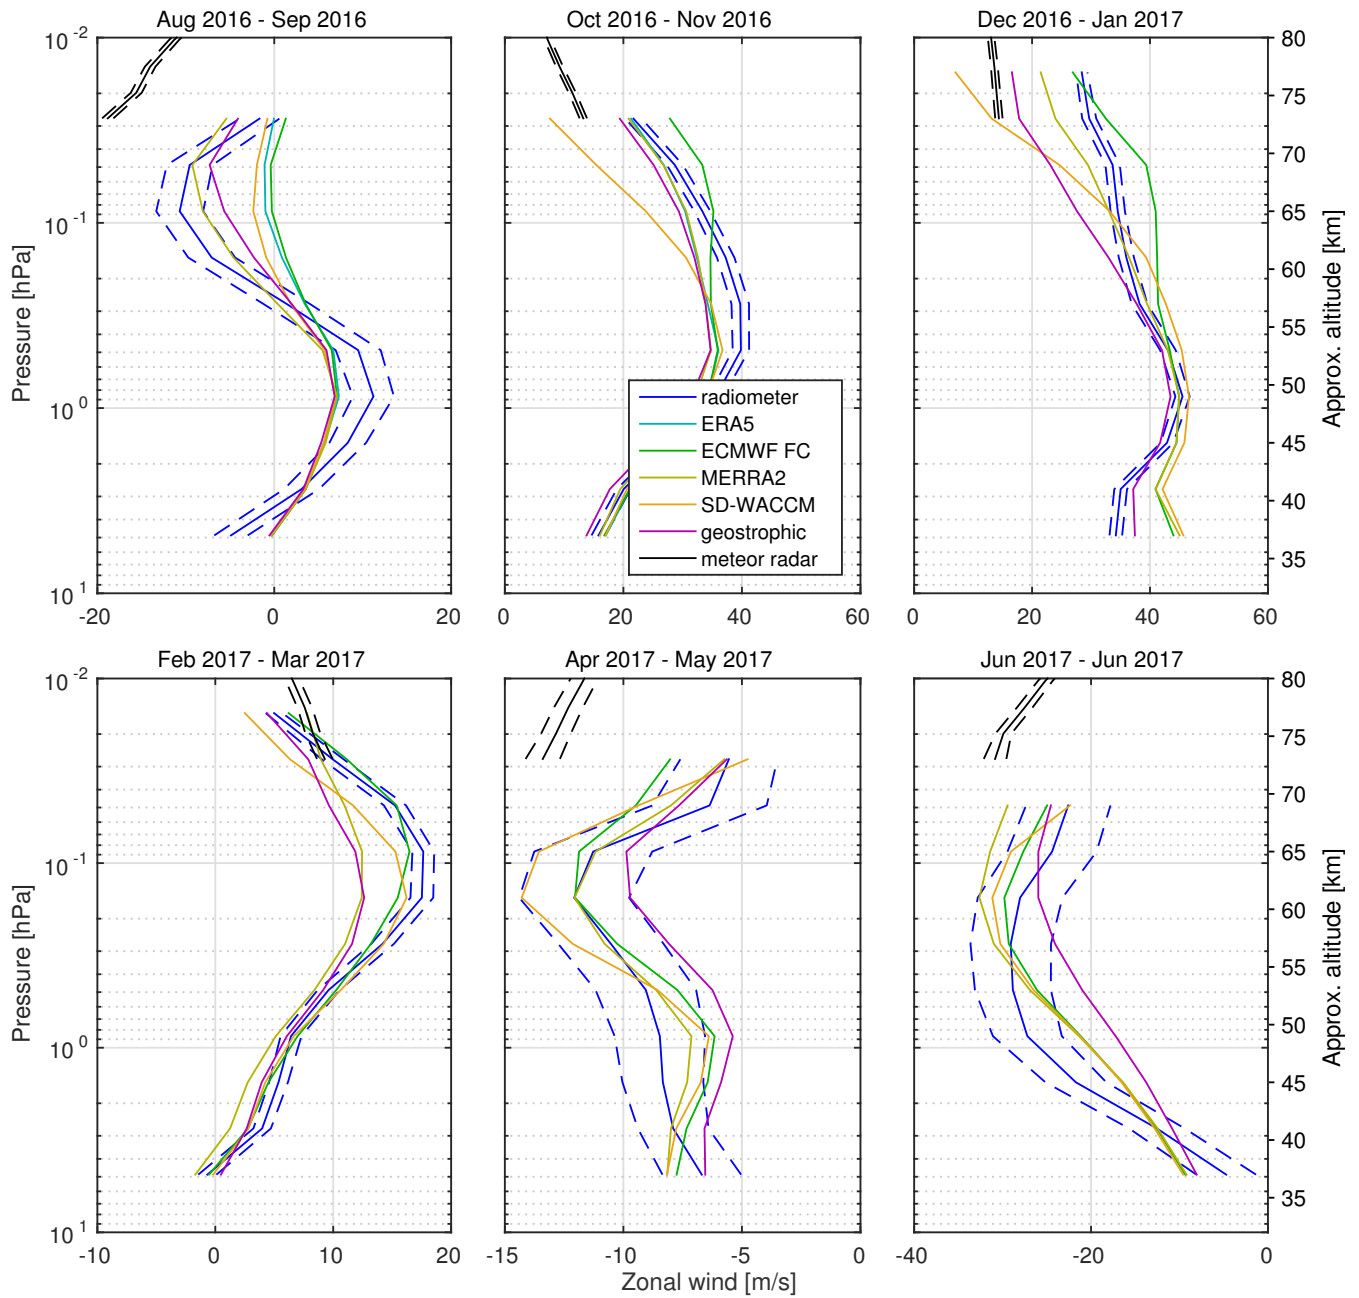 Aug 2016 - Sep 2016
Oct 2016 - Nov 2016
Dec 2016 - Jan 2017
10^-2
10^-1
10^0
10^1
Pressure [hPa]
-20
0
20
0
20
40
60
0
20
40
60
80
75
70
65
60
55
50
45
40
35
Approx. altitude [km]
radiometer
ERA5
ECMWF FC
MERRA2
SD-WACCM
geostrophic
meteor radar
Feb 2017 - Mar 2017
Apr 2017 - May 2017
Jun 2017 - Jun 2017
10^-2
10^-1
10^0
10^1
Pressure [hPa]
-10
0
10
20
-15
-10
-5
0
-40
-20
0
80
75
70
65
60
55
50
45
40
35
Approx. altitude [km]
Zonal wind [m/s]